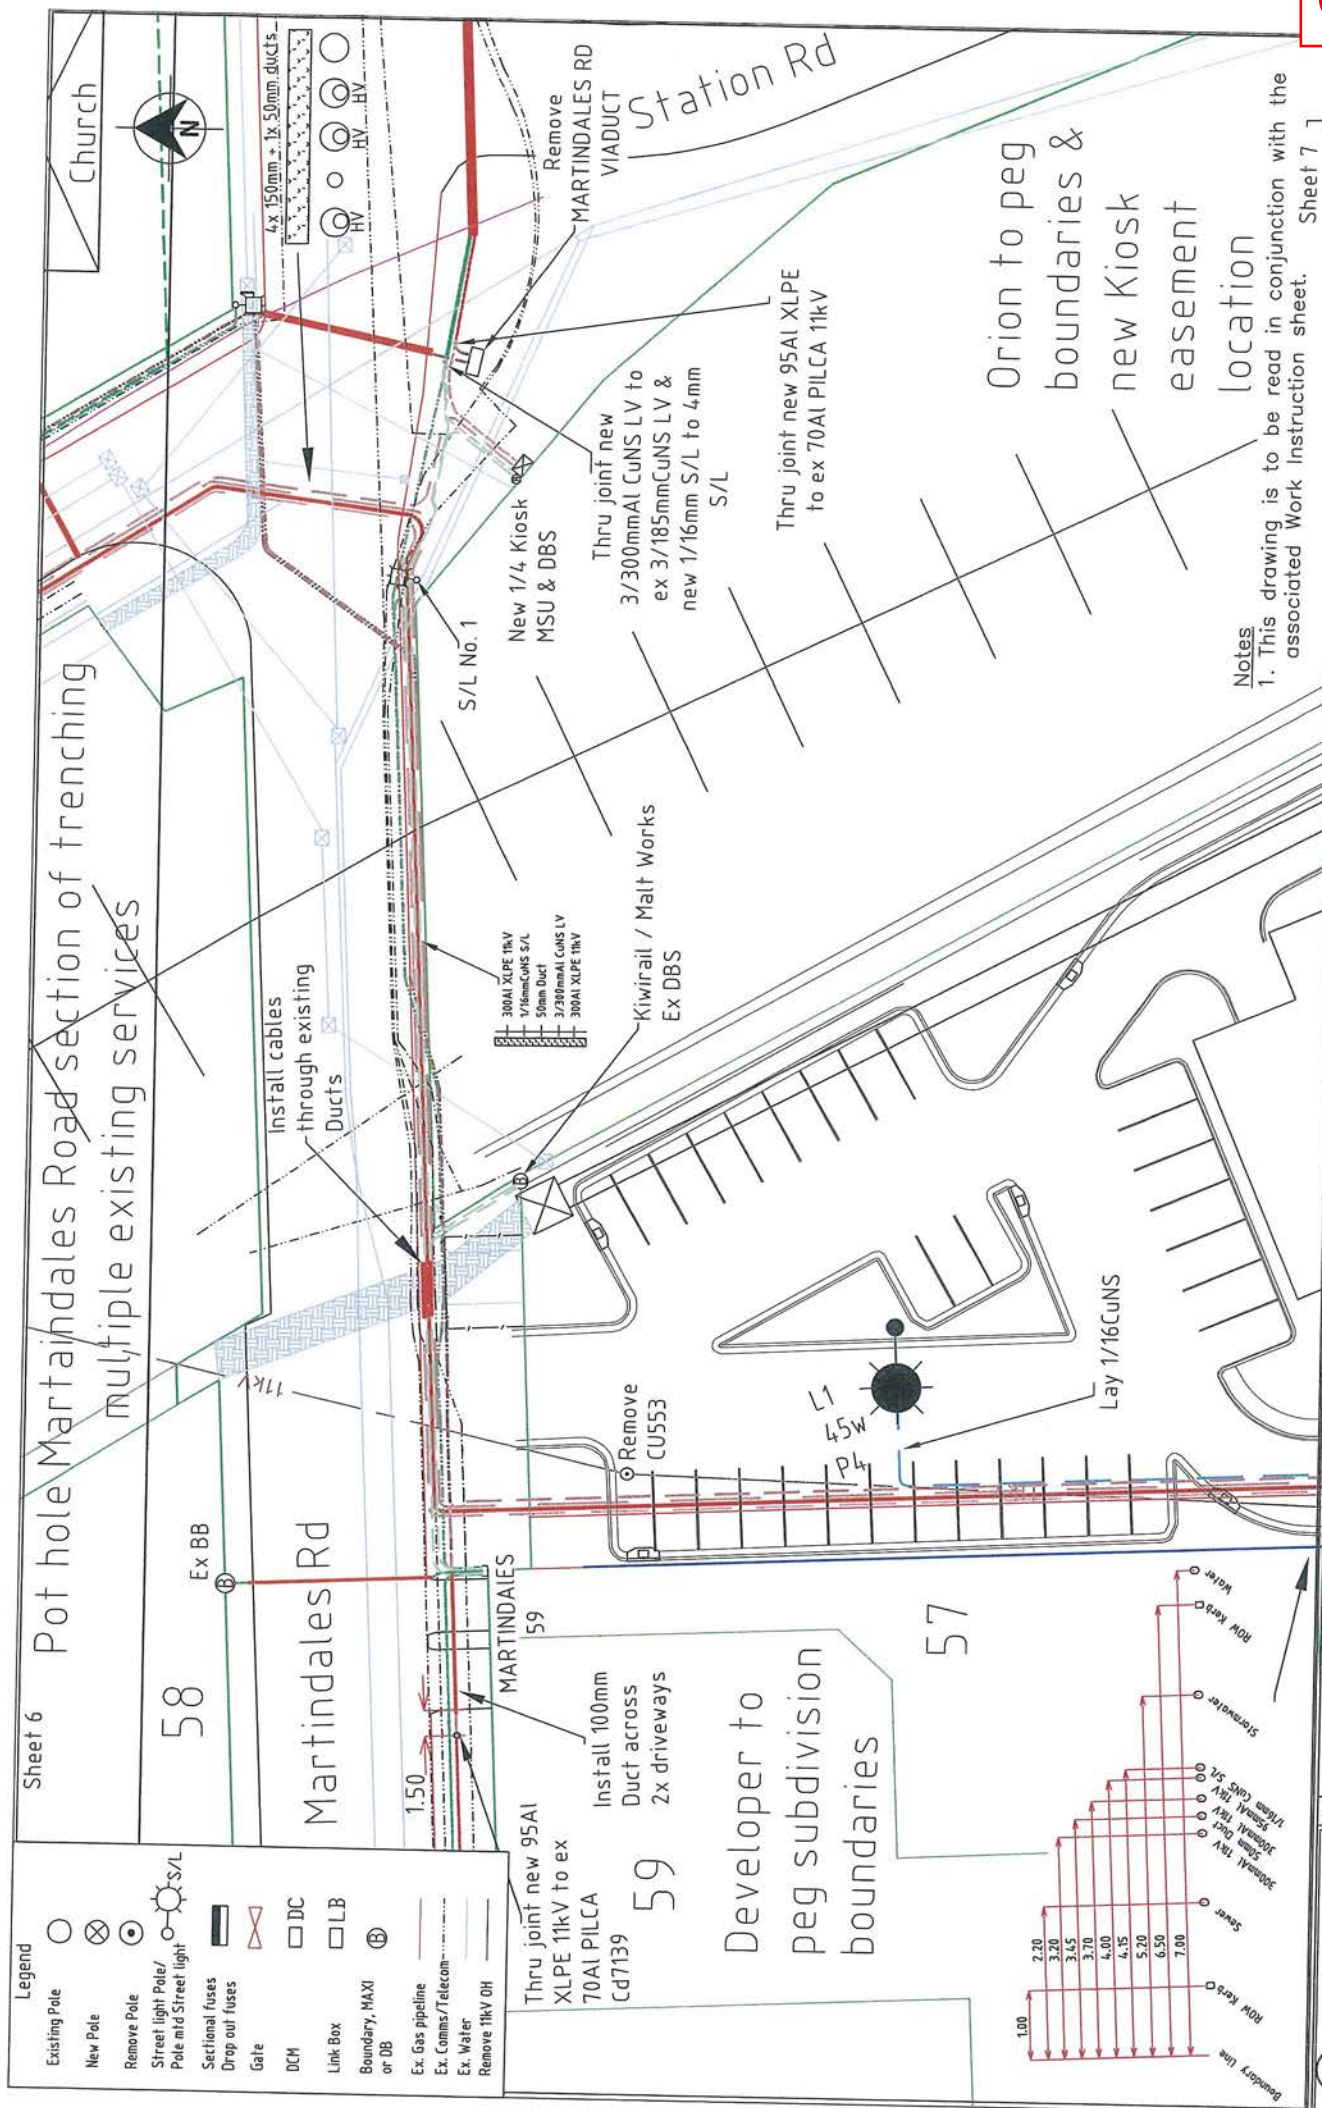 Sheet 6
Pot hole Martaindales Road section of trenching
multiple existing services
Church
N
4x 150mm + 1x 50mm ducts
HV
HV
HV
Legend
Existing Pole
New Pole
Remove Pole
Street light Pole/
Pole mtd Street light
S/L
Sectional fuses
Drop out fuses
Gate
DCM
DC
Link Box
LB
Boundary, MAXI
or DB
B
Ex. Gas pipeline
Ex. Comms/Telecom
Ex. Water
Remove 11kV OH
58
Ex BB
B
11kV
Martindales Rd
Install cables
through existing
Ducts
1.50
MARTINDALES
59
Thru joint new 95Al
XLPE 11kV to ex
70Al PILCA
Cd7139
Install 100mm
Duct across
2x driveways
59
Developer to
peg subdivision
boundaries
57
Remove
CU553
L1
45W
P4
Lay 1/16CuNS
B
Kiwirail / Malt Works
Ex DBS
300Al XLPE 11kV
1/16mmCuNS S/L
50mm Duct
3/300mmAl CuNS LV
300Al XLPE 11kV
S/L No. 1
New 1/4 Kiosk
MSU & DBS
Thru joint new
3/300mmAl CuNS LV to
ex 3/185mmCuNS LV &
new 1/16mm S/L to 4mm
S/L
Thru joint new 95Al XLPE
to ex 70Al PILCA 11kV
Remove
MARTINDALES RD
VIADUCT
Station Rd
Orion to peg
boundaries &
new Kiosk
easement
location
Notes
1. This drawing is to be read in conjunction with the
associated Work Instruction sheet.
Sheet 7
1.00
2.20
3.20
3.45
3.70
4.00
4.15
5.20
6.50
7.00
Boundary line
ROW Kerb
Sewer
300mmAl 11kV
50mm Duct
300mmAl 11kV
95mmAl 11kV
1/16mm CuNS S/L
Stormwater
ROW Kerb
Water